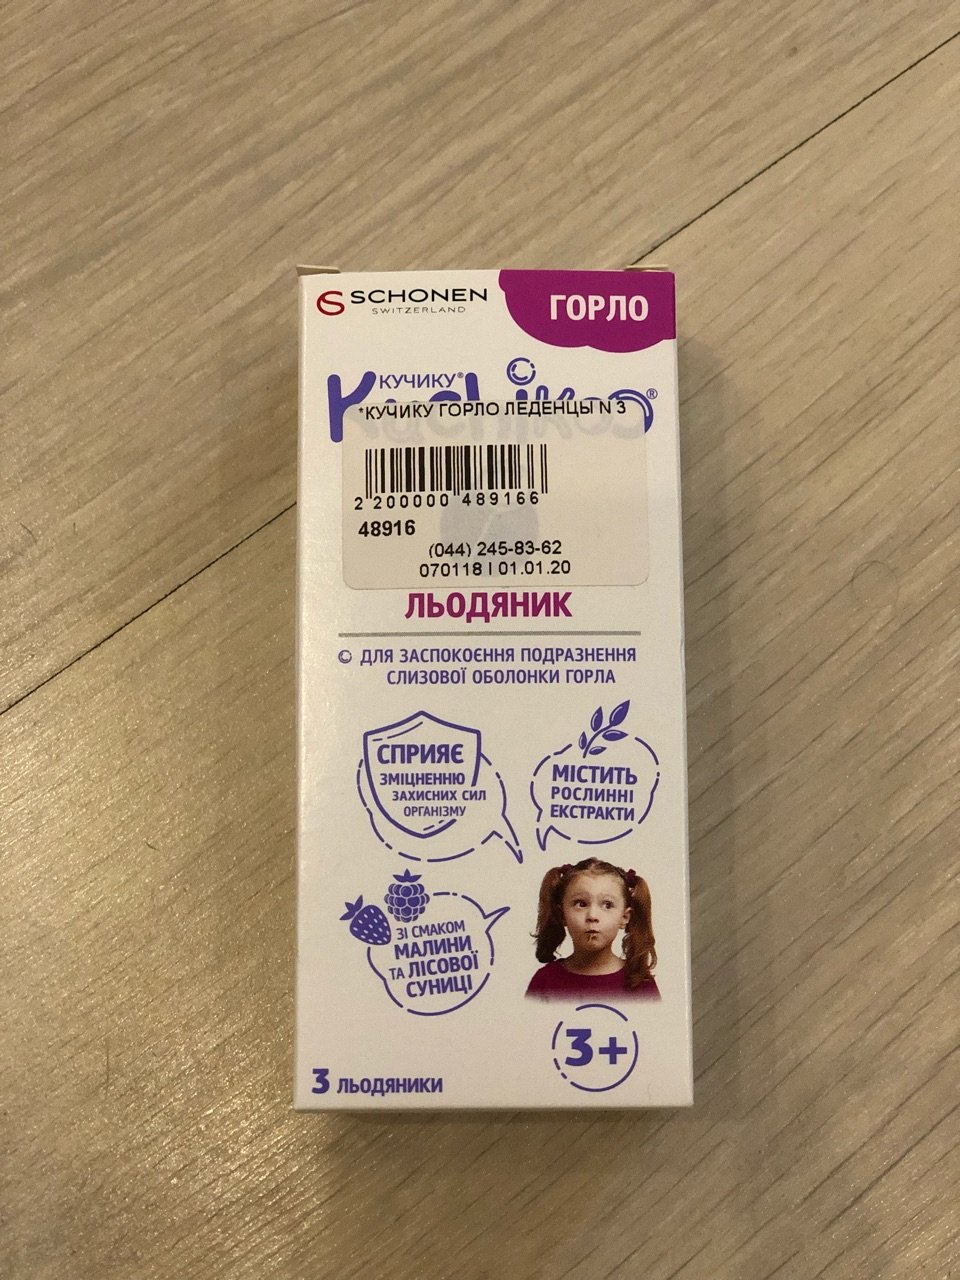 SCHONEN
SWITZERLAND
ГОРЛО
КУЧИКУ®
Kuchikoo®
*КУЧИКУ ГОРЛО ЛЕДЕНЦЫ N 3
2 200000 489166
48916
(044) 245-83-62
070118 I 01.01.20
ЛЬОДЯНИК
ДЛЯ ЗАСПОКОЄННЯ ПОДРАЗНЕННЯ
СЛИЗОВОЇ ОБОЛОНКИ ГОРЛА
СПРИЯЄ
ЗМІЦНЕННЮ
ЗАХИСНИХ СИЛ
ОРГАНІЗМУ
МІСТИТЬ
РОСЛИННІ
ЕКСТРАКТИ
ЗІ СМАКОМ
МАЛИНИ
ТА ЛІСОВОЇ
СУНИЦІ
3+
3 ЛЬОДЯНИКИ